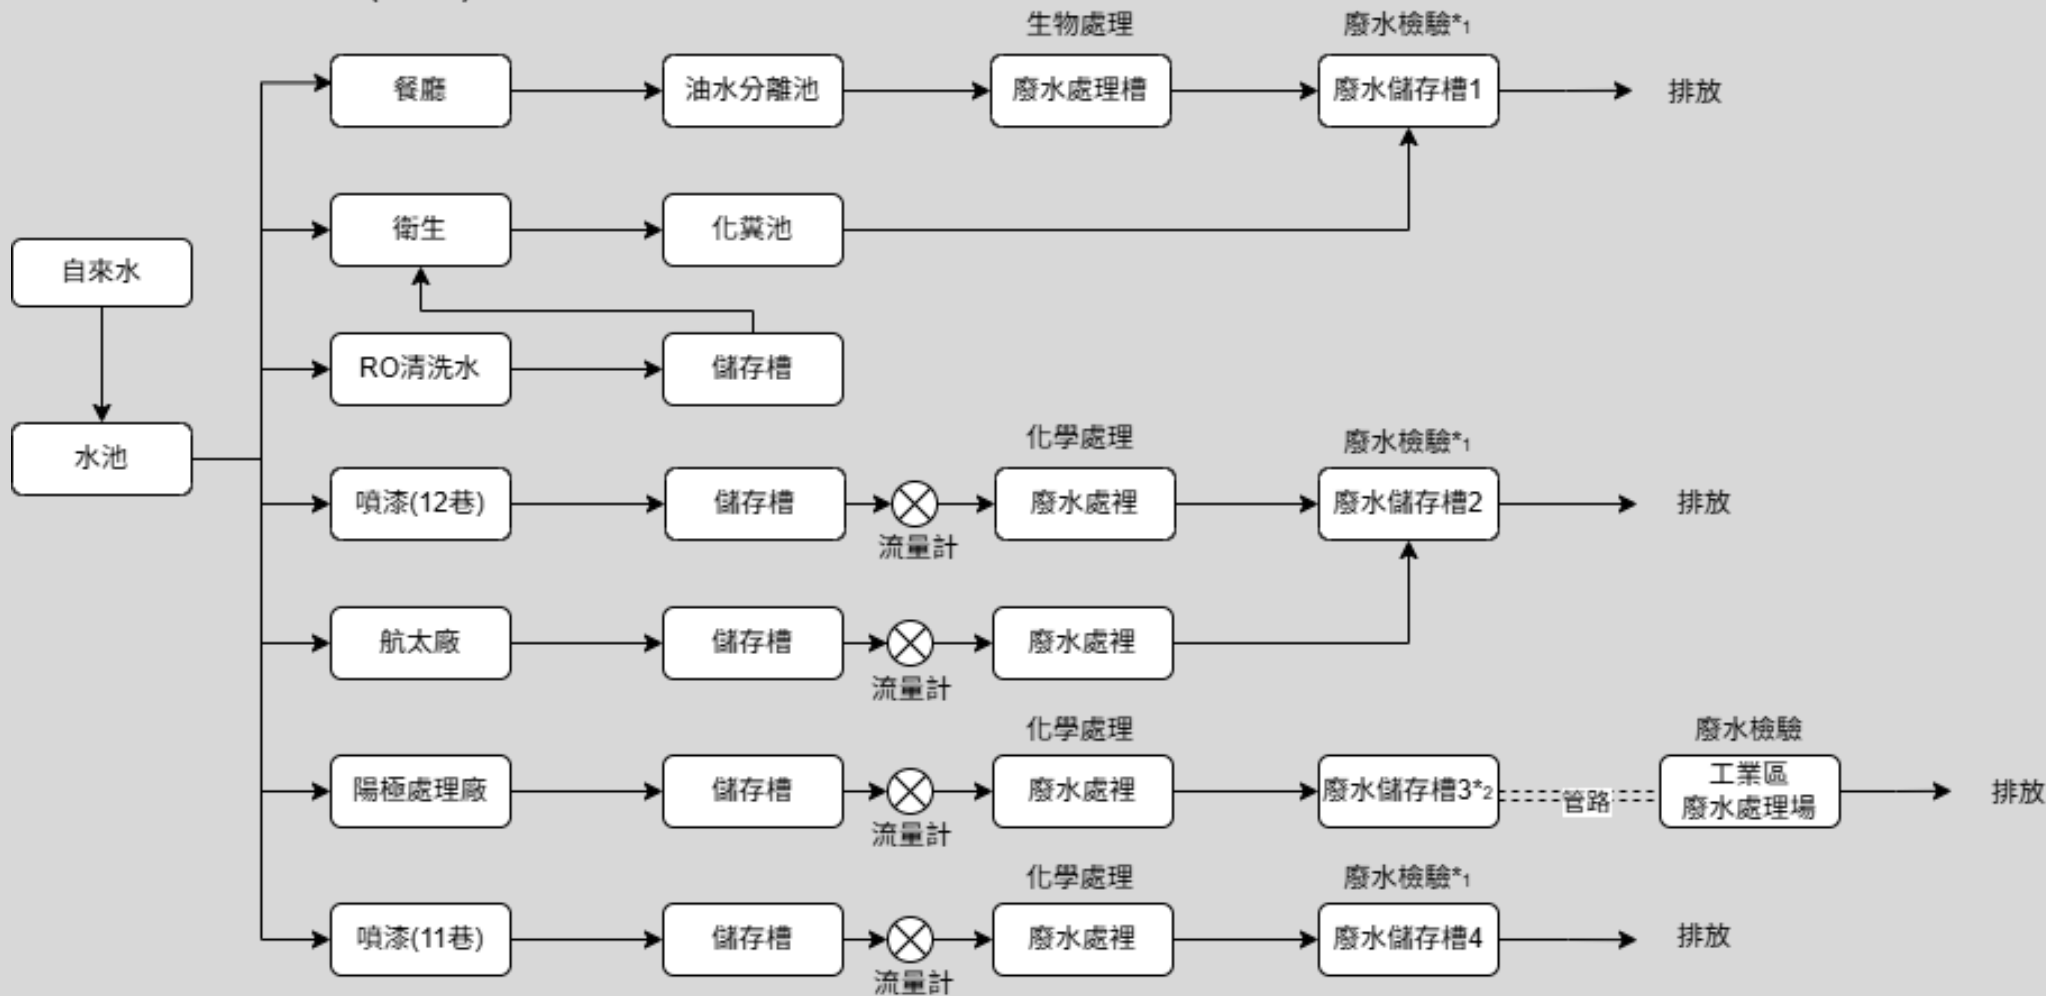 生物處理
廢水檢驗*1
餐廳
油水分離池
廢水處理槽
廢水儲存槽1
排放
衛生
化糞池
自來水
RO清洗水
儲存槽
水池
化學處理
廢水檢驗*1
噴漆(12巷)
儲存槽
廢水處裡
廢水儲存槽2
排放
流量計
航太廠
儲存槽
廢水處裡
流量計
化學處理
廢水檢驗
陽極處理廠
儲存槽
廢水處裡
廢水儲存槽3*2
管路
工業區
廢水處理場
排放
流量計
化學處理
廢水檢驗*1
噴漆(11巷)
儲存槽
廢水處裡
廢水儲存槽4
排放
流量計